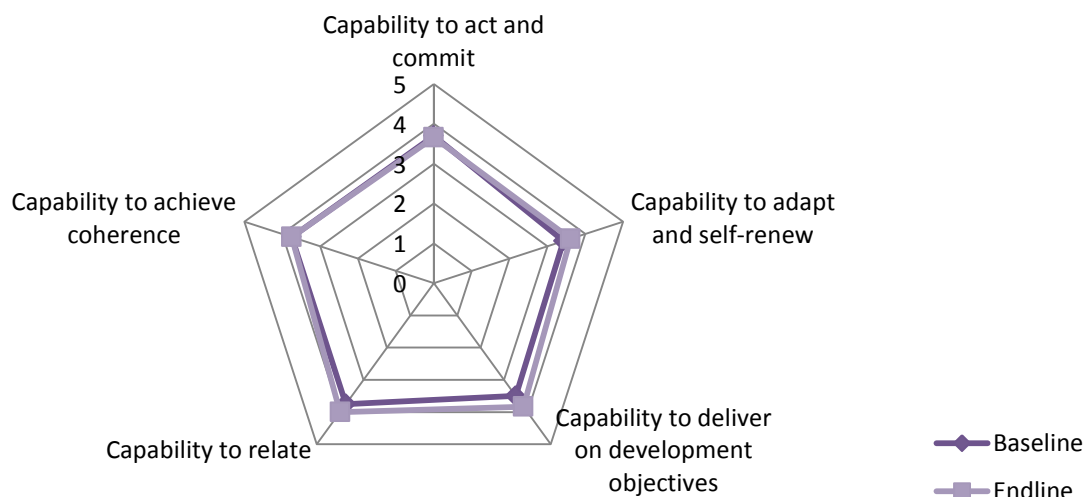 Capability to act and
commit
5
4
3
2
1
0
Capability to adapt
and self-renew
Capability to deliver
on development
objectives
Capability to relate
Capability to achieve
coherence
Baseline
Endline